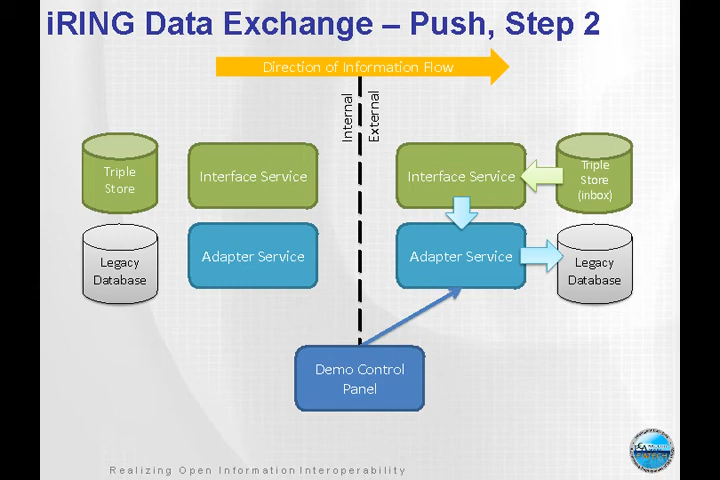 iRING Data Exchange – Push, Step 2
Direction of Information Flow
Internal
External
Triple
Store
Interface Service
Interface Service
Triple
Store
(inbox)
Legacy
Database
Adapter Service
Adapter Service
Legacy
Database
Demo Control
Panel
Realizing Open Information Interoperability